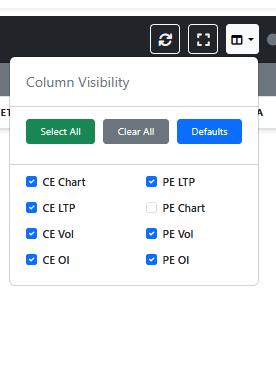 Column Visibility
ET
A
Select All Clear All Defaults
CE Chart PE LTP
CE LTP PE Chart
CE Vol PE Vol
CE OI PE OI